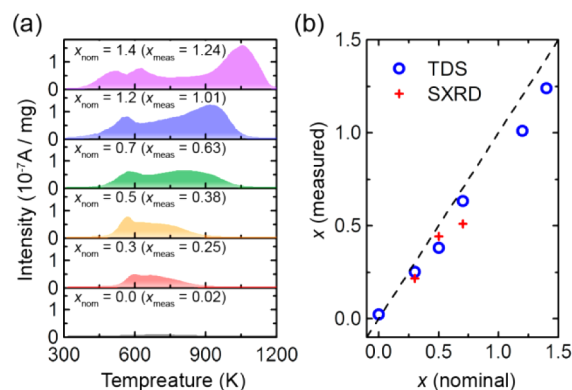 (a)
x_nom = 1.4 (x_meas = 1.24)
1
0
x_nom = 1.2 (x_meas = 1.01)
1
0
x_nom = 0.7 (x_meas = 0.63)
1
0
x_nom = 0.5 (x_meas = 0.38)
1
0
x_nom = 0.3 (x_meas = 0.25)
1
0
x_nom = 0.0 (x_meas = 0.02)
1
0
300 600 900 1200
Tempreature (K)
Intensity (10⁻⁷A / mg)
(b)
1.5
1.0
0.5
0.0
TDS
SXRD
0.0 0.5 1.0 1.5
x (nominal)
x (measured)